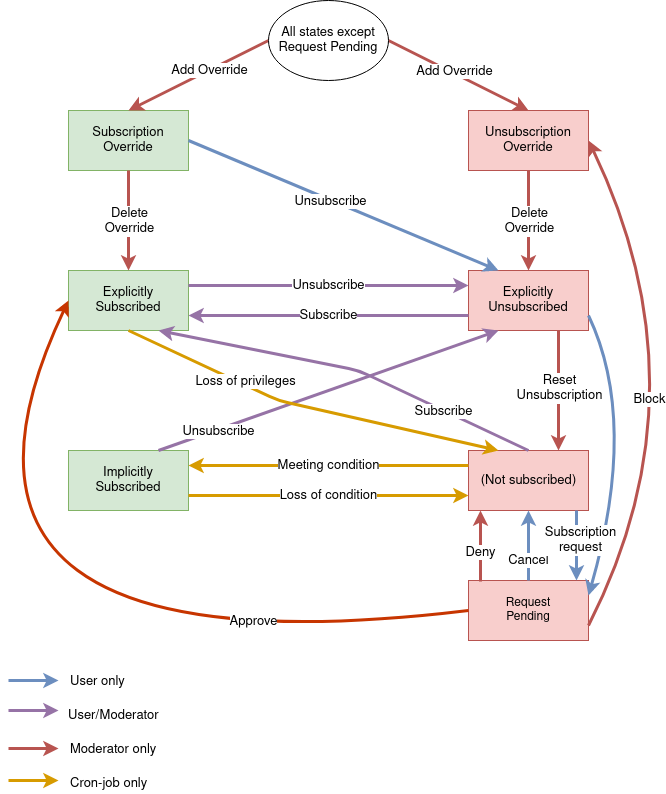 All states except
Request Pending
Add Override
Add Override
Subscription
Override
Unsubscription
Override
Unsubscribe
Delete
Override
Delete
Override
Explicitly
Subscribed
Unsubscribe
Subscribe
Explicitly
Unsubscribed
Loss of privileges
Reset
Unsubscription
Block
Subscribe
Unsubscribe
Implicitly
Subscribed
Meeting condition
Loss of condition
(Not subscribed)
Deny
Cancel
Subscription
request
Request
Pending
Approve
User only
User/Moderator
Moderator only
Cron-job only